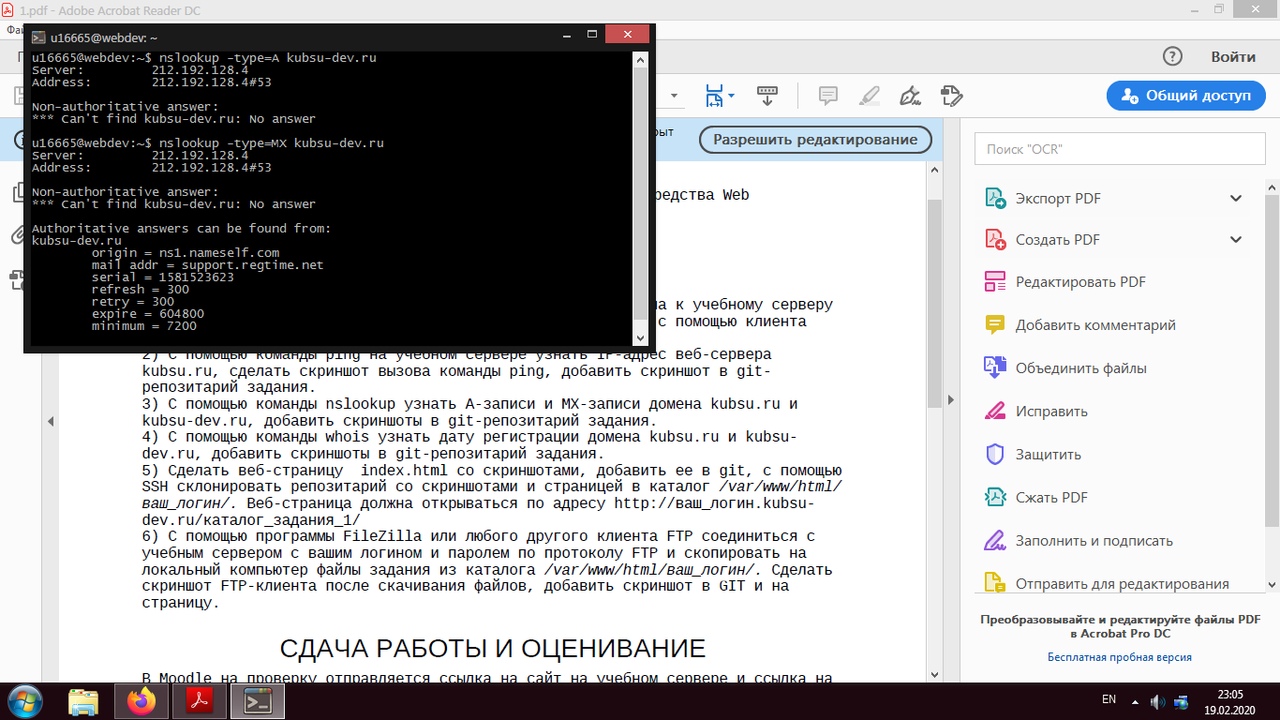 1.pdf - Adobe Acrobat Reader DC
u16665@webdev: ~
u16665@webdev:~$ nslookup -type=A kubsu-dev.ru
Server: 212.192.128.4
Address: 212.192.128.4#53
Non-authoritative answer:
*** Can't find kubsu-dev.ru: No answer
u16665@webdev:~$ nslookup -type=MX kubsu-dev.ru
Server: 212.192.128.4
Address: 212.192.128.4#53
Non-authoritative answer:
*** Can't find kubsu-dev.ru: No answer
Authoritative answers can be found from:
kubsu-dev.ru
origin = ns1.nameself.com
mail addr = support.regtime.net
serial = 1581523623
refresh = 300
retry = 300
expire = 604800
minimum = 7200
Войти
Общий доступ
Разрешить редактирование
редства Web
а к учебному серверу
с помощью клиента
2) С помощью команды ping на учебном сервере узнать IP-адрес веб-сервера
kubsu.ru, сделать скриншот вызова команды ping, добавить скриншот в git-
репозитарий задания.
3) С помощью команды nslookup узнать A-записи и MX-записи домена kubsu.ru и
kubsu-dev.ru, добавить скриншоты в git-репозитарий задания.
4) С помощью команды whois узнать дату регистрации домена kubsu.ru и kubsu-
dev.ru, добавить скриншоты в git-репозитарий задания.
5) Сделать веб-страницу index.html со скриншотами, добавить ее в git, с помощью
SSH склонировать репозитарий со скриншотами и страницей в каталог /var/www/html/
ваш_логин/. Веб-страница должна открываться по адресу http://ваш_логин.kubsu-
dev.ru/каталог_задания_1/
6) С помощью программы FileZilla или любого другого клиента FTP соединиться с
учебным сервером с вашим логином и паролем по протоколу FTP и скопировать на
локальный компьютер файлы задания из каталога /var/www/html/ваш_логин/. Сделать
скриншот FTP-клиента после скачивания файлов, добавить скриншот в GIT и на
страницу.
СДАЧА РАБОТЫ И ОЦЕНИВАНИЕ
В Moodle на проверку отправляется ссылка на сайт на учебном сервере и ссылка на
Поиск "OCR"
Экспорт PDF
Создать PDF
Редактировать PDF
Добавить комментарий
Объединить файлы
Исправить
Защитить
Сжать PDF
Заполнить и подписать
Отправить для редактирования
Преобразовывайте и редактируйте файлы PDF
в Acrobat Pro DC
Бесплатная пробная версия
EN
23:05
19.02.2020